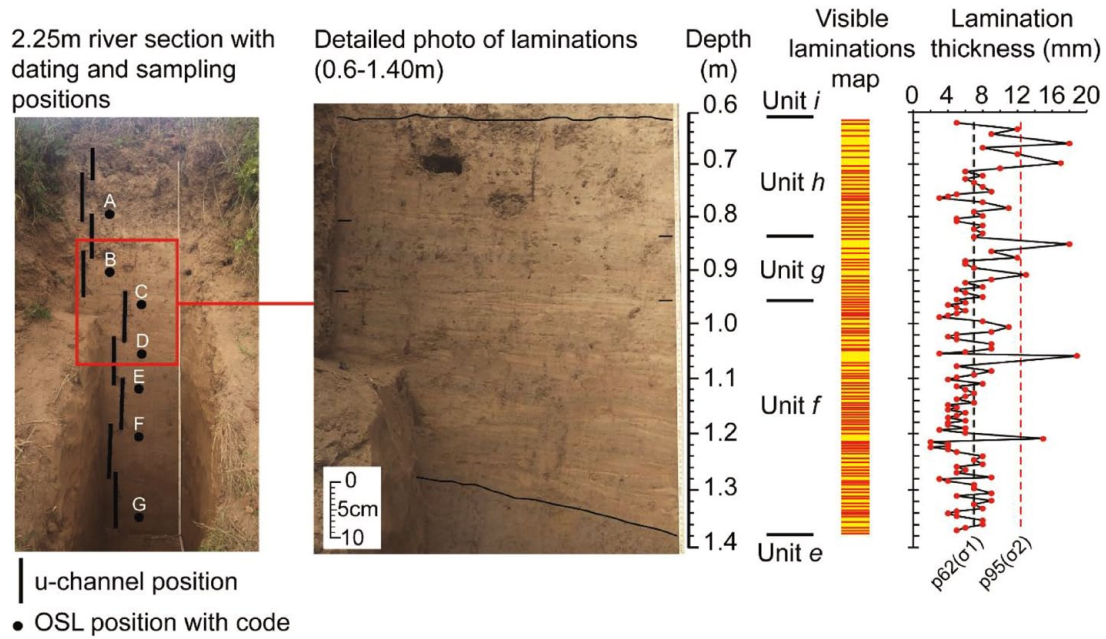 2.25m river section with
dating and sampling
positions
A
B
C
D
E
F
G
u-channel position
OSL position with code
Detailed photo of laminations
(0.6-1.40m)
0
5cm
10
Depth
(m)
0.6
0.7
0.8
0.9
1.0
1.1
1.2
1.3
1.4
Unit i
Unit h
Unit g
Unit f
Unit e
Visible
laminations
map
Lamination
thickness (mm)
0 4 8 12 16 20
p62(σ1)
p95(σ2)